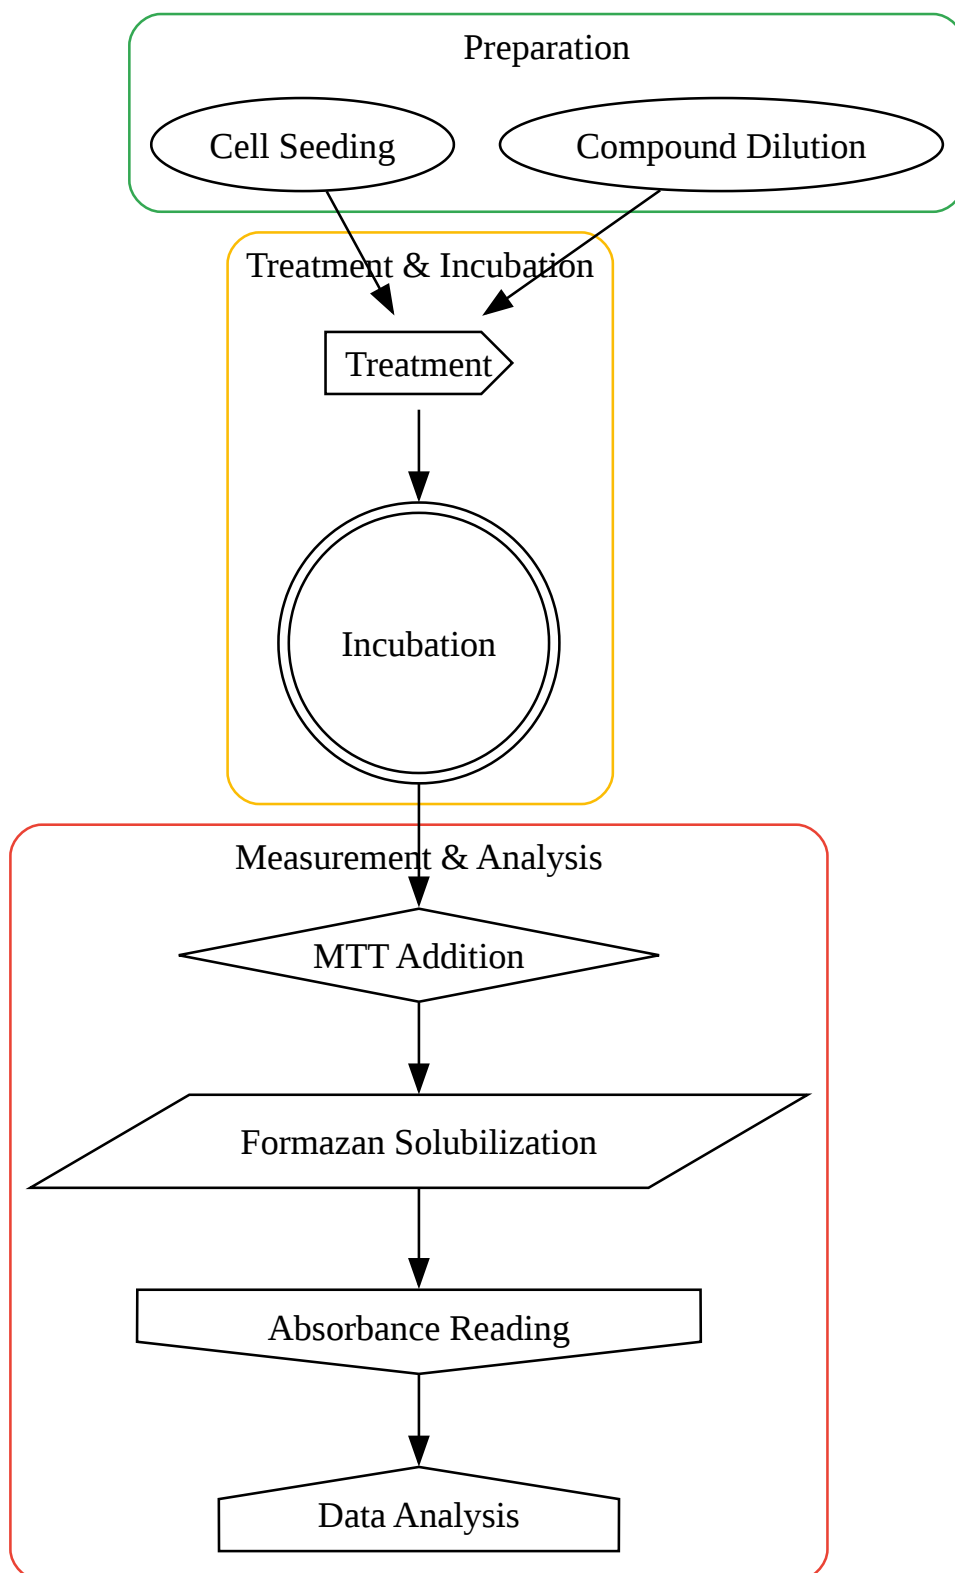 Preparation
Cell Seeding
Compound Dilution
Treatment & Incubation
Treatment
Incubation
Measurement & Analysis
MTT Addition
Formazan Solubilization
Absorbance Reading
Data Analysis